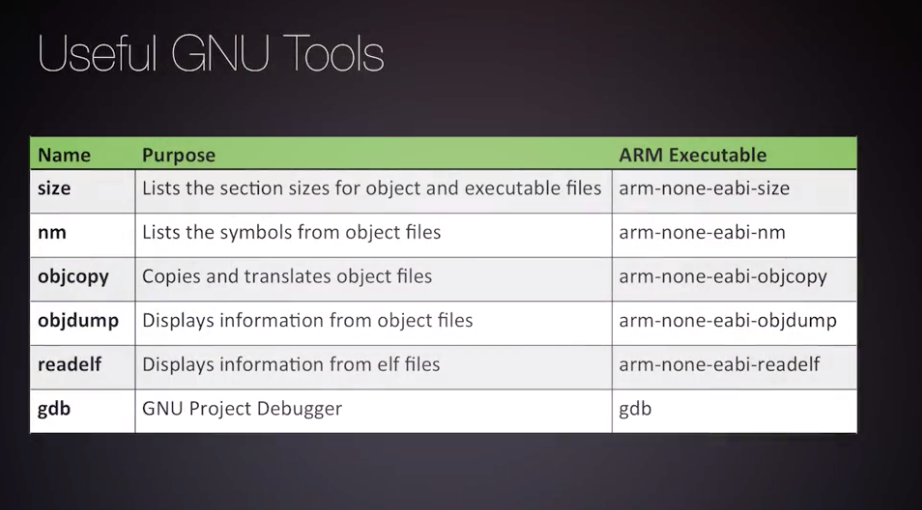 Useful GNU Tools
Name Purpose ARM Executable
size Lists the section sizes for object and executable files arm-none-eabi-size
nm Lists the symbols from object files arm-none-eabi-nm
objcopy Copies and translates object files arm-none-eabi-objcopy
objdump Displays information from object files arm-none-eabi-objdump
readelf Displays information from elf files arm-none-eabi-readelf
gdb GNU Project Debugger gdb